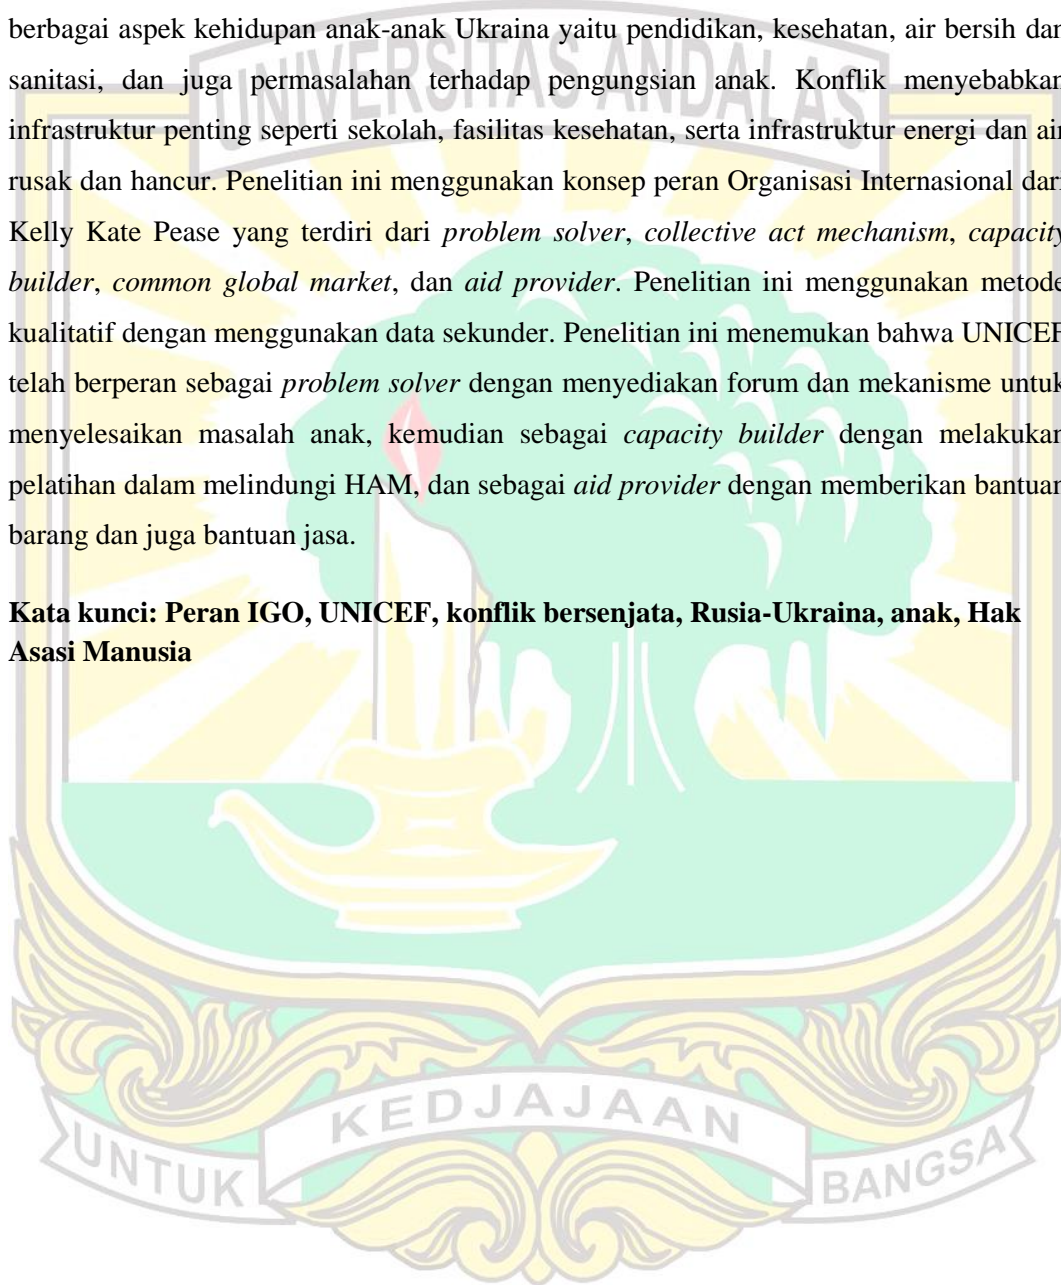 berbagai aspek kehidupan anak-anak Ukraina yaitu pendidikan, kesehatan, air bersih dan
sanitasi, dan juga permasalahan terhadap pengungsian anak. Konflik menyebabkan
infrastruktur penting seperti sekolah, fasilitas kesehatan, serta infrastruktur energi dan air
rusak dan hancur. Penelitian ini menggunakan konsep peran Organisasi Internasional dari
Kelly Kate Pease yang terdiri dari problem solver, collective act mechanism, capacity
builder, common global market, dan aid provider. Penelitian ini menggunakan metode
kualitatif dengan menggunakan data sekunder. Penelitian ini menemukan bahwa UNICEF
telah berperan sebagai problem solver dengan menyediakan forum dan mekanisme untuk
menyelesaikan masalah anak, kemudian sebagai capacity builder dengan melakukan
pelatihan dalam melindungi HAM, dan sebagai aid provider dengan memberikan bantuan
barang dan juga bantuan jasa.
Kata kunci: Peran IGO, UNICEF, konflik bersenjata, Rusia-Ukraina, anak, Hak
Asasi Manusia
UNIVERSITAS ANDALAS
UNTUK KEDJAJAAN BANGSA